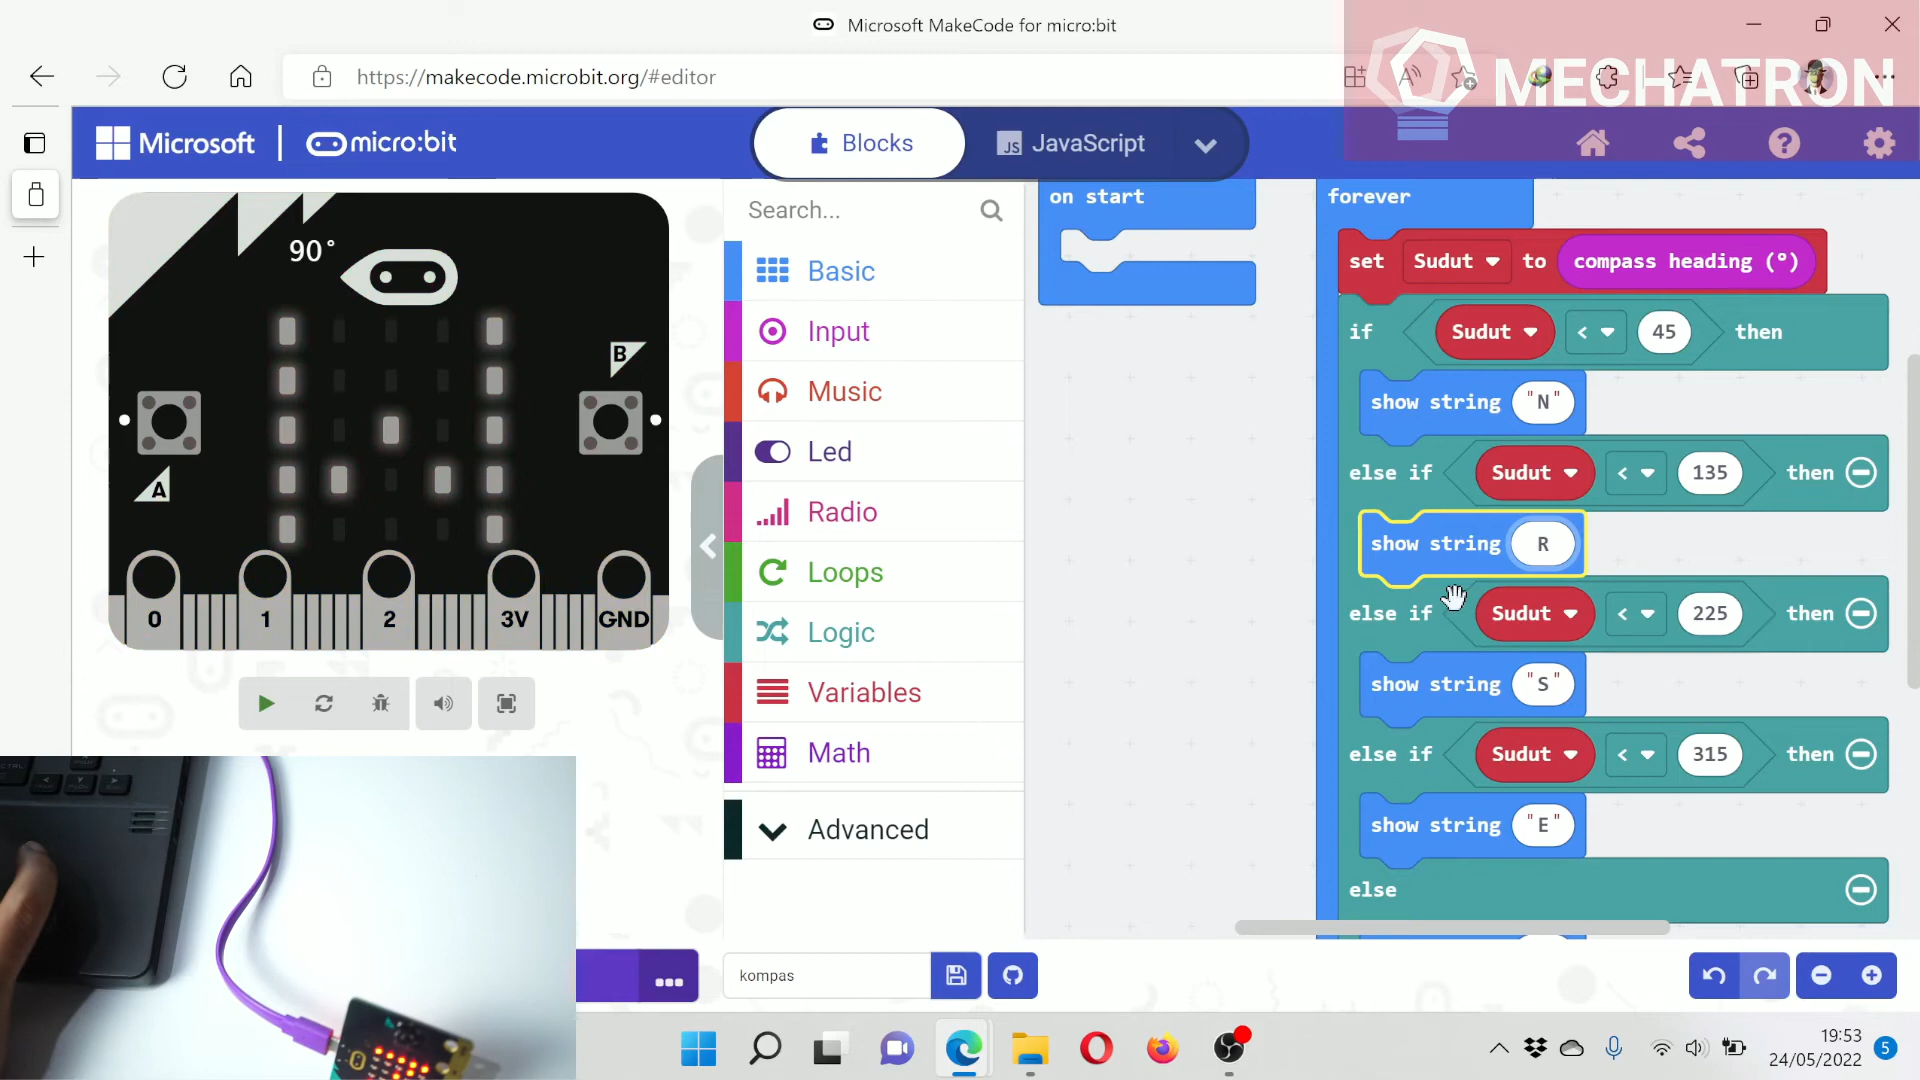 Microsoft MakeCode for micro:bit
https://makecode.microbit.org/#editor
MECHATRON
Microsoft | micro:bit
Blocks
JS JavaScript
90°
B
A
0 1 2 3V GND
Search...
Basic
Input
Music
Led
Radio
Loops
Logic
Variables
Math
Advanced
on start
forever
set Sudut to compass heading (°)
if Sudut < 45 then
show string "N"
else if Sudut < 135 then
show string R
else if Sudut < 225 then
show string "S"
else if Sudut < 315 then
show string "E"
else
kompas
19:53
24/05/2022
5